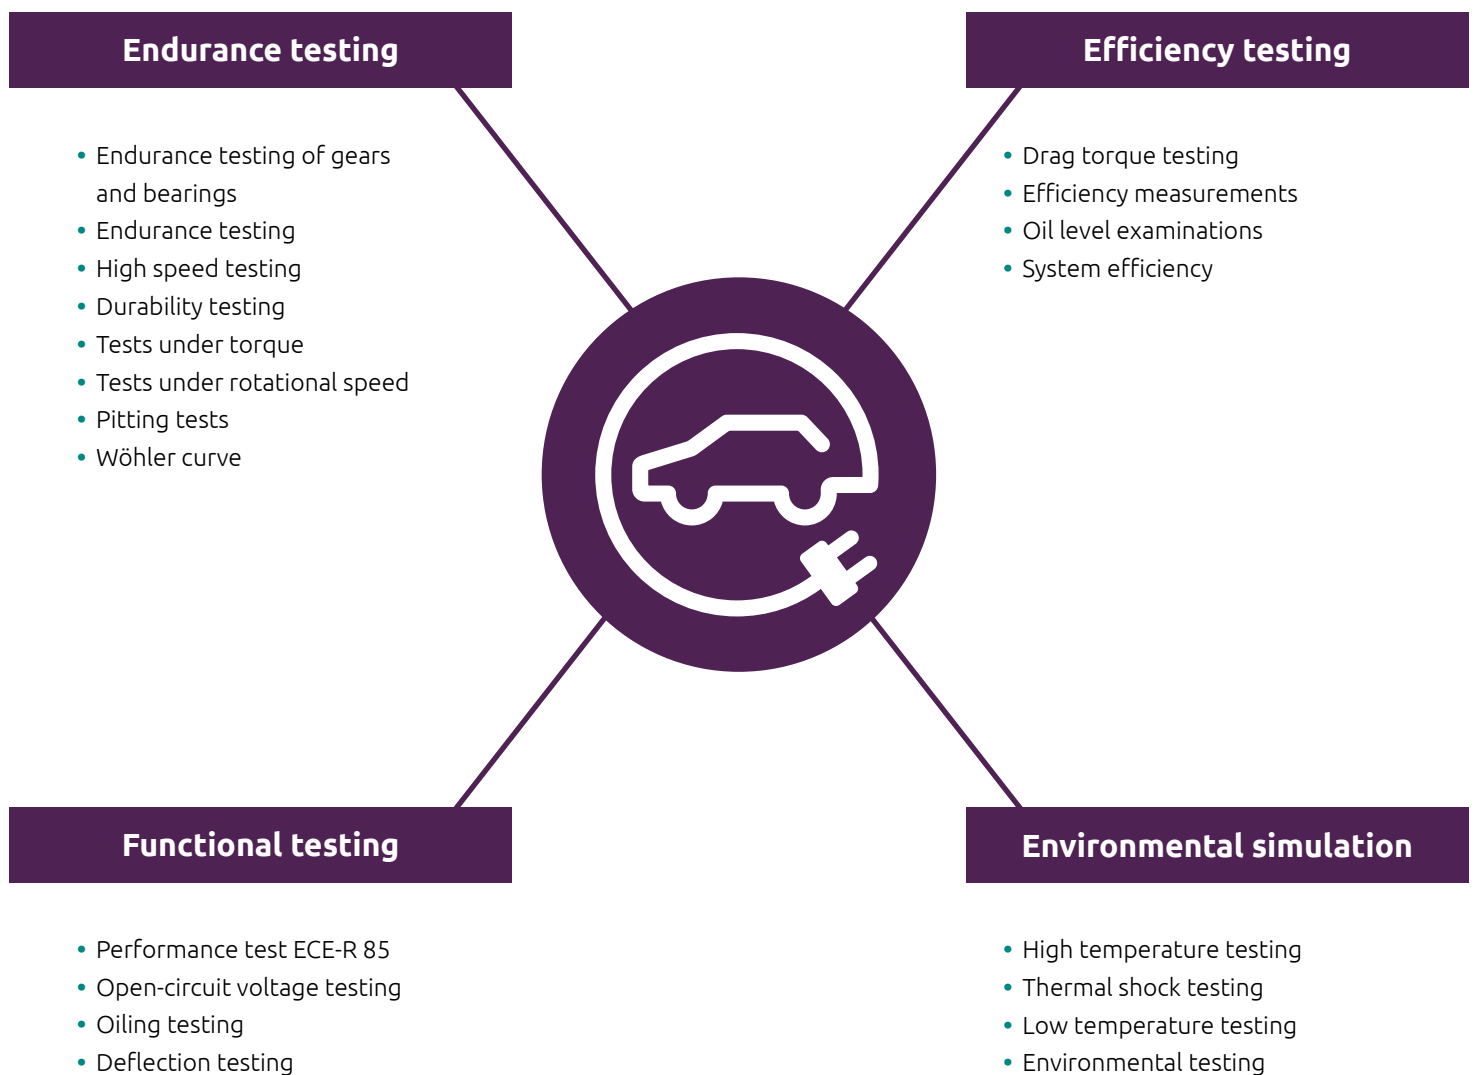 Endurance testing
• Endurance testing of gears
and bearings
• Endurance testing
• High speed testing
• Durability testing
• Tests under torque
• Tests under rotational speed
• Pitting tests
• Wöhler curve
Efficiency testing
• Drag torque testing
• Efficiency measurements
• Oil level examinations
• System efficiency
Functional testing
• Performance test ECE-R 85
• Open-circuit voltage testing
• Oiling testing
• Deflection testing
Environmental simulation
• High temperature testing
• Thermal shock testing
• Low temperature testing
• Environmental testing